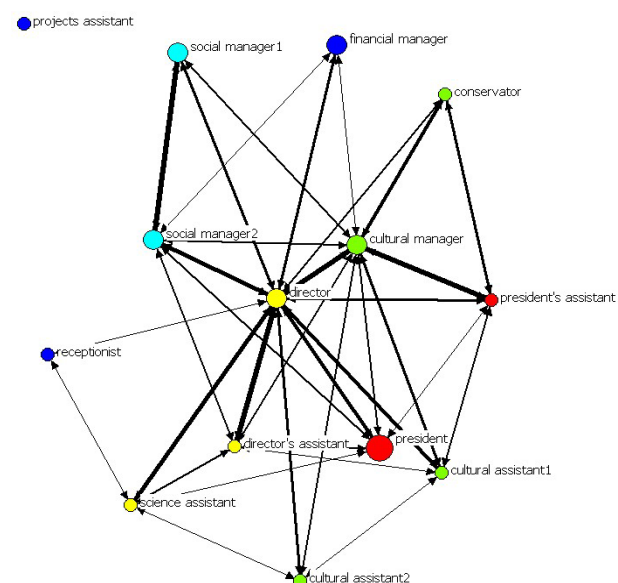 projects assistant
social manager1
financial manager
conservator
social manager2
cultural manager
director
president's assistant
receptionist
director's assistant
president
cultural assistant1
science assistant
cultural assistant2